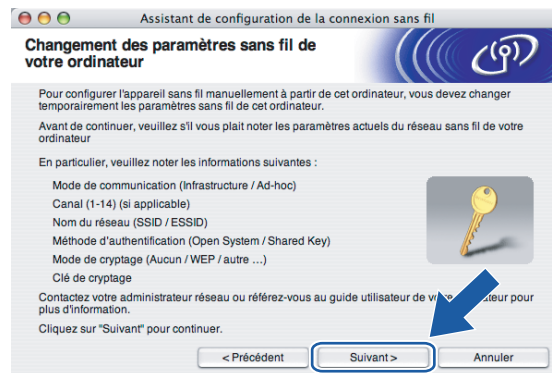 Assistant de configuration de la connexion sans fil
Changement des paramètres sans fil de
votre ordinateur
Pour configurer l'appareil sans fil manuellement à partir de cet ordinateur, vous devez changer
temporairement les paramètres sans fil de cet ordinateur.
Avant de continuer, veuillez s'il vous plait noter les paramètres actuels du réseau sans fil de votre
ordinateur
En particulier, veuillez noter les informations suivantes :
Mode de communication (Infrastructure / Ad-hoc)
Canal (1-14) (si applicable)
Nom du réseau (SSID / ESSID)
Méthode d'authentification (Open System / Shared Key)
Mode de cryptage (Aucun / WEP / autre ...)
Clé de cryptage
Contactez votre administrateur réseau ou référez-vous au guide utilisateur de pour
plus d'information.
Cliquez sur "Suivant" pour continuer.
< Précédent Suivant > Annuler